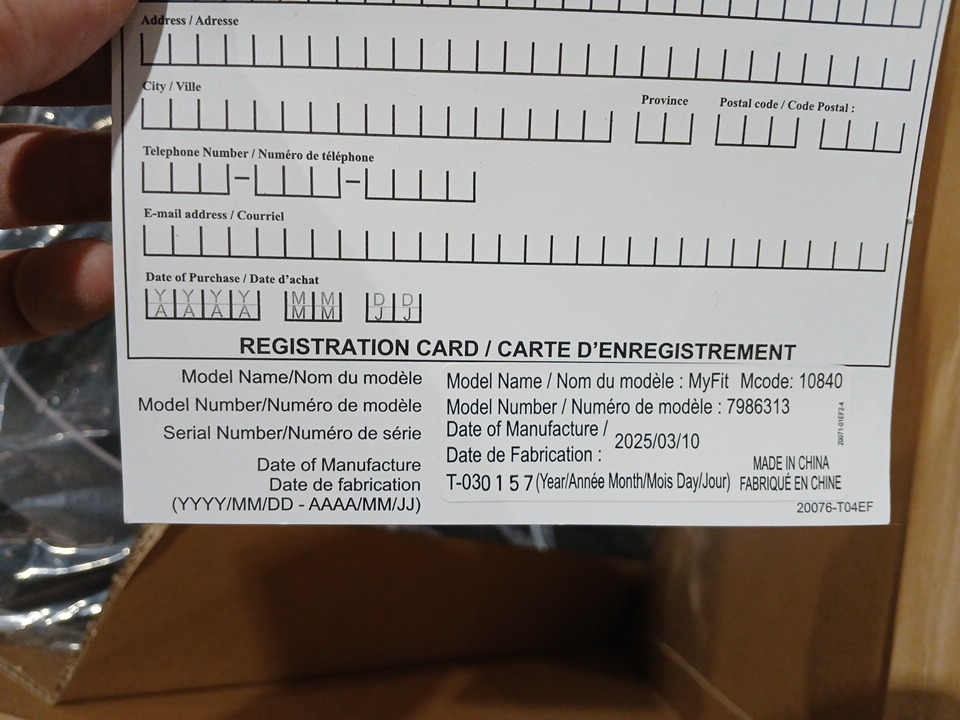 Address / Adresse
City / Ville
Province
Postal code / Code Postal :
Telephone Number / Numéro de téléphone
E-mail address / Courriel
Date of Purchase / Date d'achat
Y Y Y Y M M D D
A A A A M M J J
REGISTRATION CARD / CARTE D'ENREGISTREMENT
Model Name/Nom du modèle
Model Number/Numéro de modèle
Serial Number/Numéro de série
Date of Manufacture
Date de fabrication
(YYYY/MM/DD - AAAA/MM/JJ)
Model Name / Nom du modèle : MyFit Mcode: 10840
Model Number / Numéro de modèle : 7986313
Date of Manufacture /
Date de Fabrication :
2025/03/10
T-030157 (Year/Année Month/Mois Day/Jour)
MADE IN CHINA
FABRIQUÉ EN CHINE
20071-01EF2-4
20076-T04EF